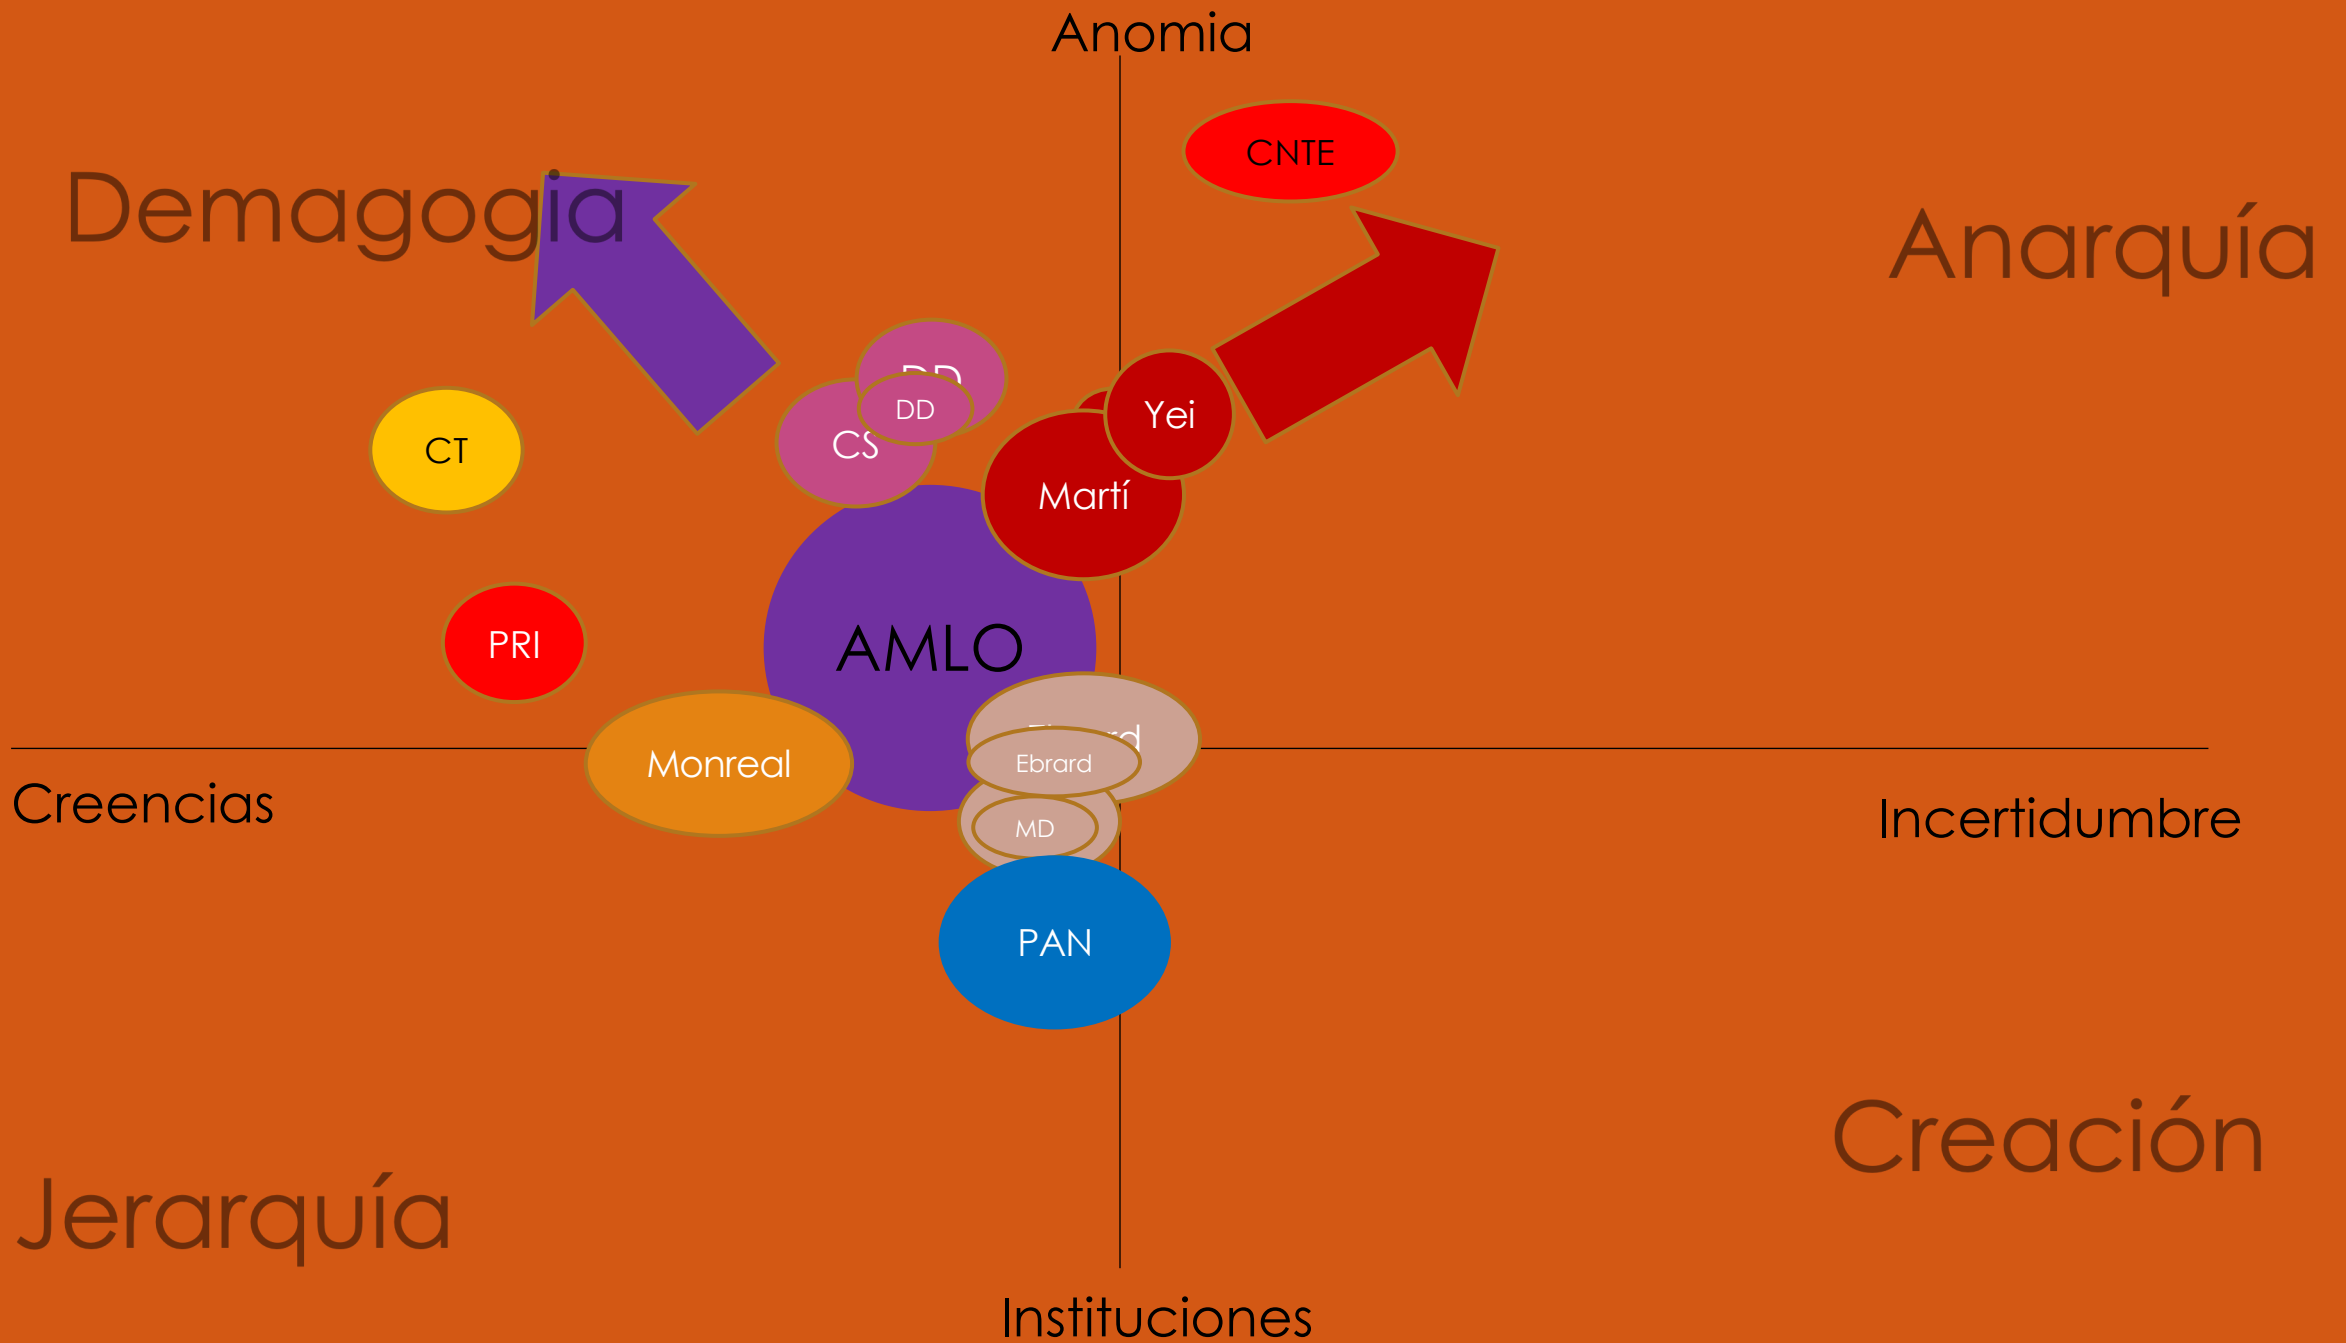 Anomia
CNTE
Demagogia
Anarquía
DD
DD
CS
CT
Yei
Martí
PRI
AMLO
Monreal
Ebrard
MD
Creencias
Incertidumbre
PAN
Creación
Jerarquía
Instituciones